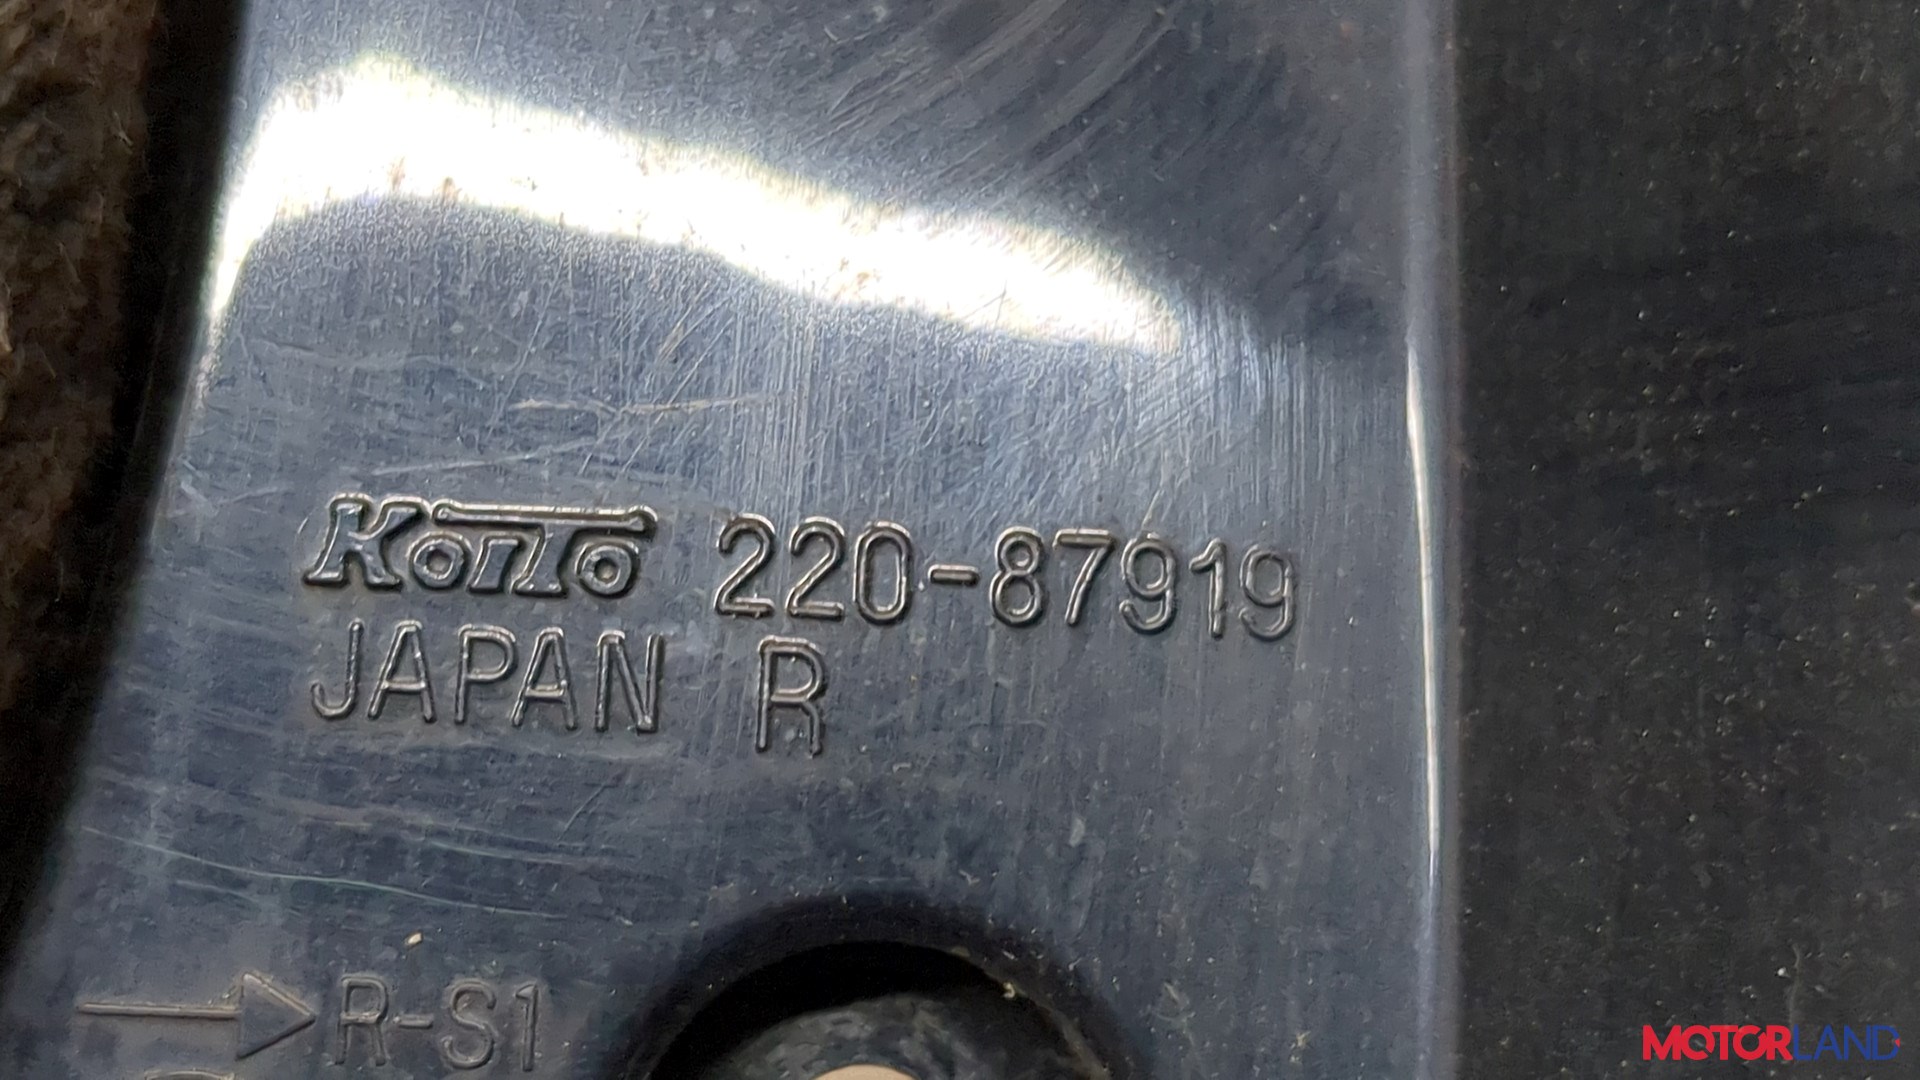 KOITO 220-87919
JAPAN R
R-S1
MOTORLAND